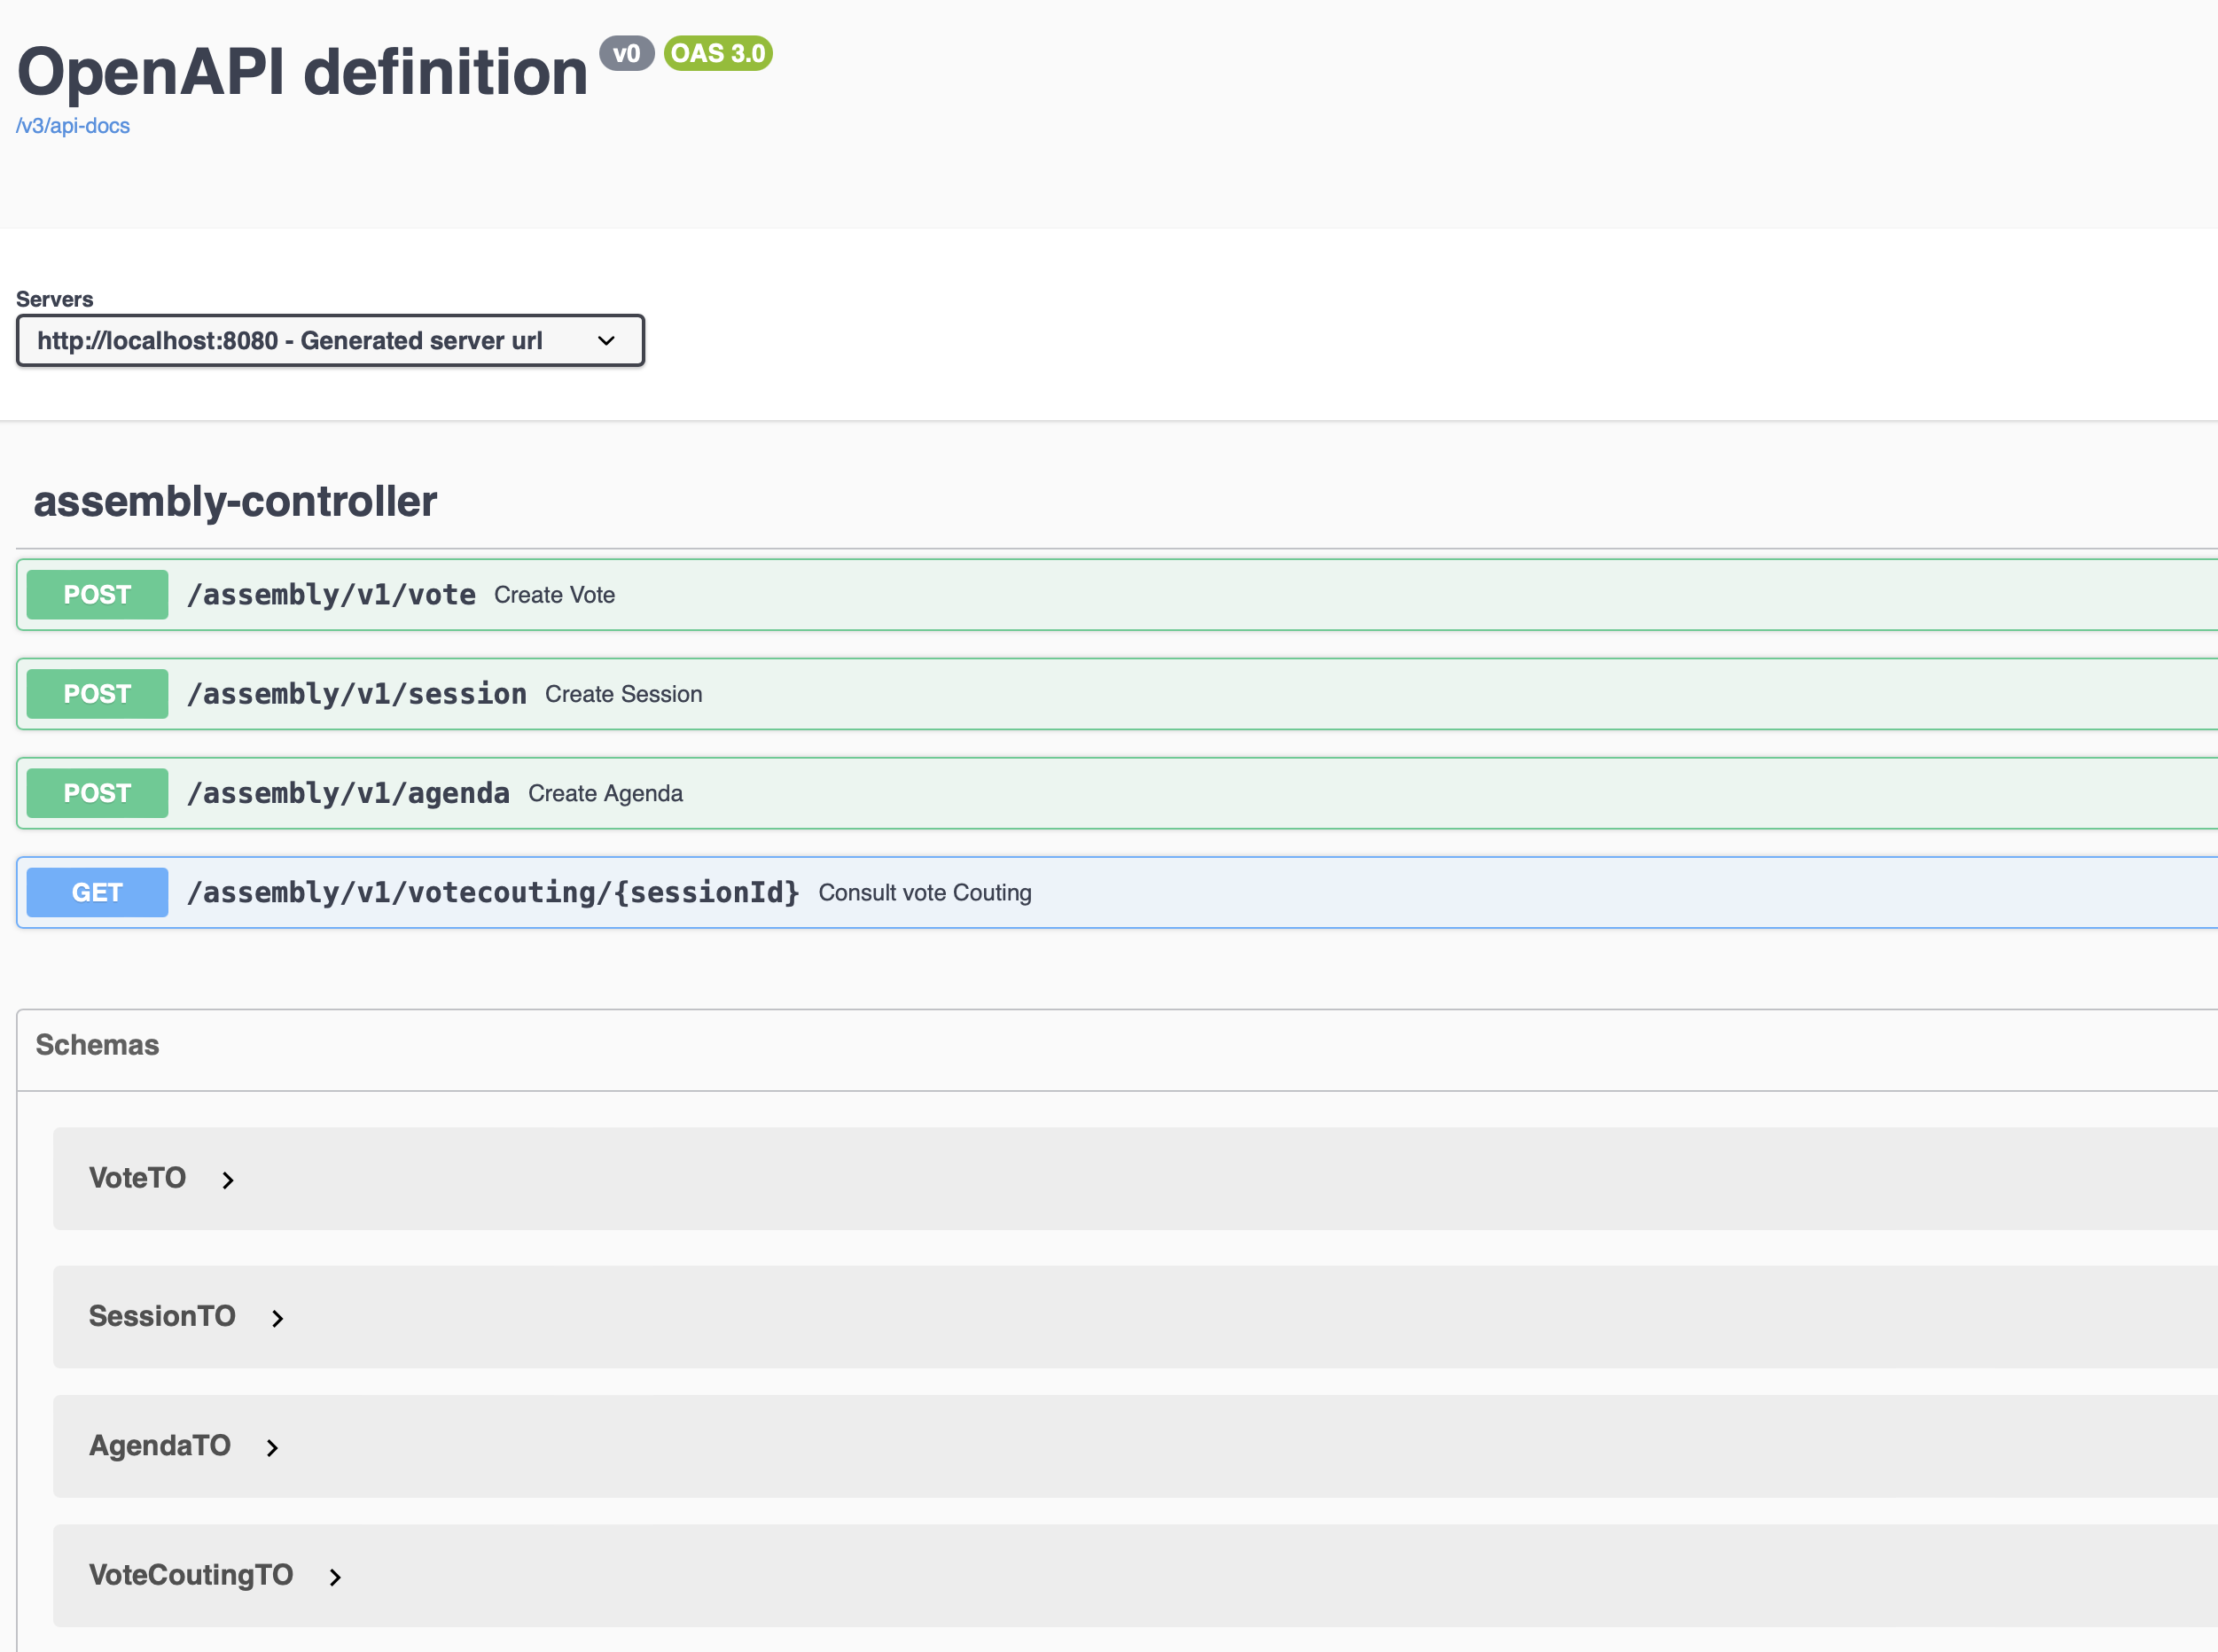 OpenAPI definition v0 OAS 3.0
/v3/api-docs
Servers
http://localhost:8080 - Generated server url
assembly-controller
POST /assembly/v1/vote Create Vote
POST /assembly/v1/session Create Session
POST /assembly/v1/agenda Create Agenda
GET /assembly/v1/votecouting/{sessionId} Consult vote Couting
Schemas
VoteTO
SessionTO
AgendaTO
VoteCoutingTO